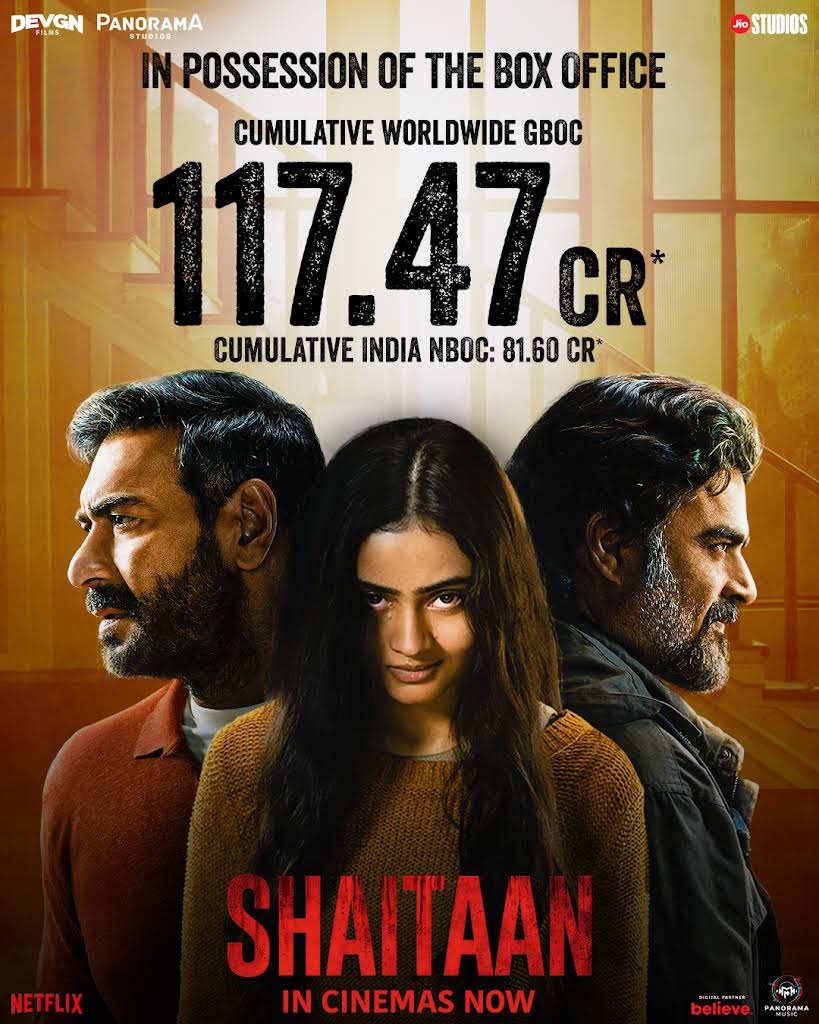 DEVGN
FILMS
PANORAMA
STUDIOS
Jio STUDIOS
IN POSSESSION OF THE BOX OFFICE
CUMULATIVE WORLDWIDE GBOC
117.47 CR*
CUMULATIVE INDIA NBOC: 81.60 CR*
SHAITAAN
IN CINEMAS NOW
NETFLIX
DIGITAL PARTNER
believe.
PANORAMA
MUSIC